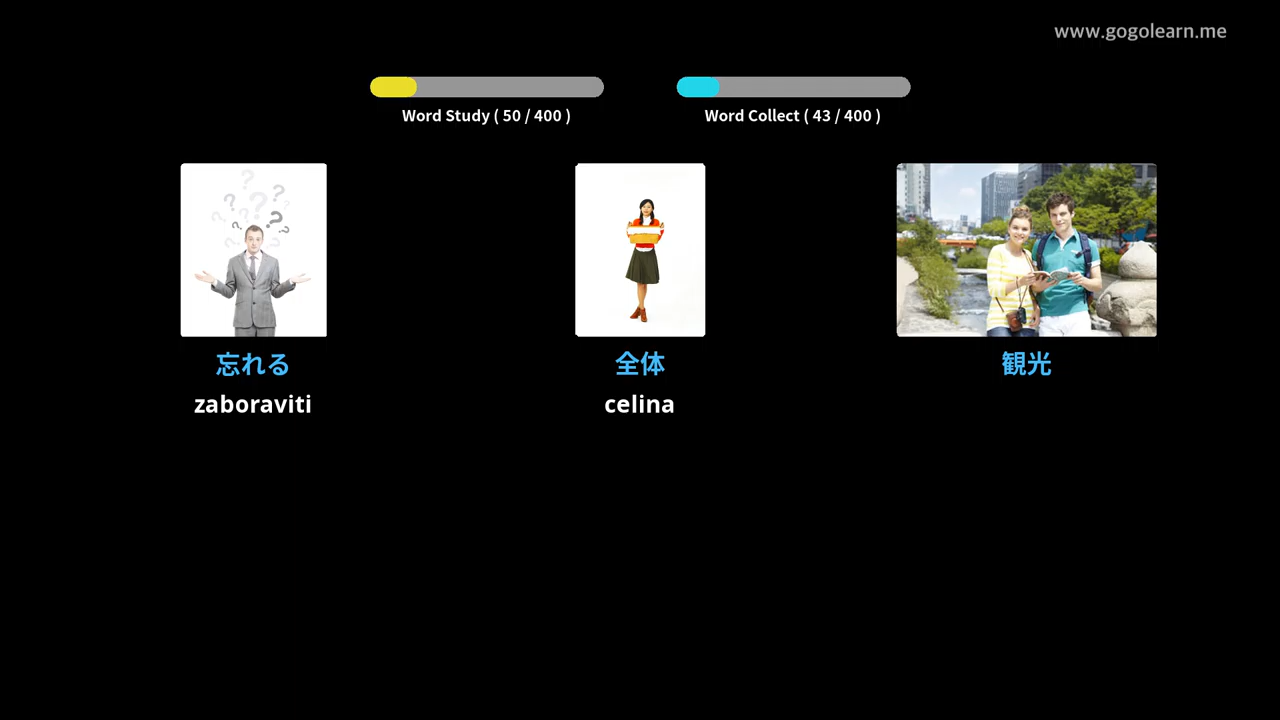 www.gogolearn.me
Word Study ( 50 / 400 )
Word Collect ( 43 / 400 )
忘れる
全体
観光
zaboraviti
celina